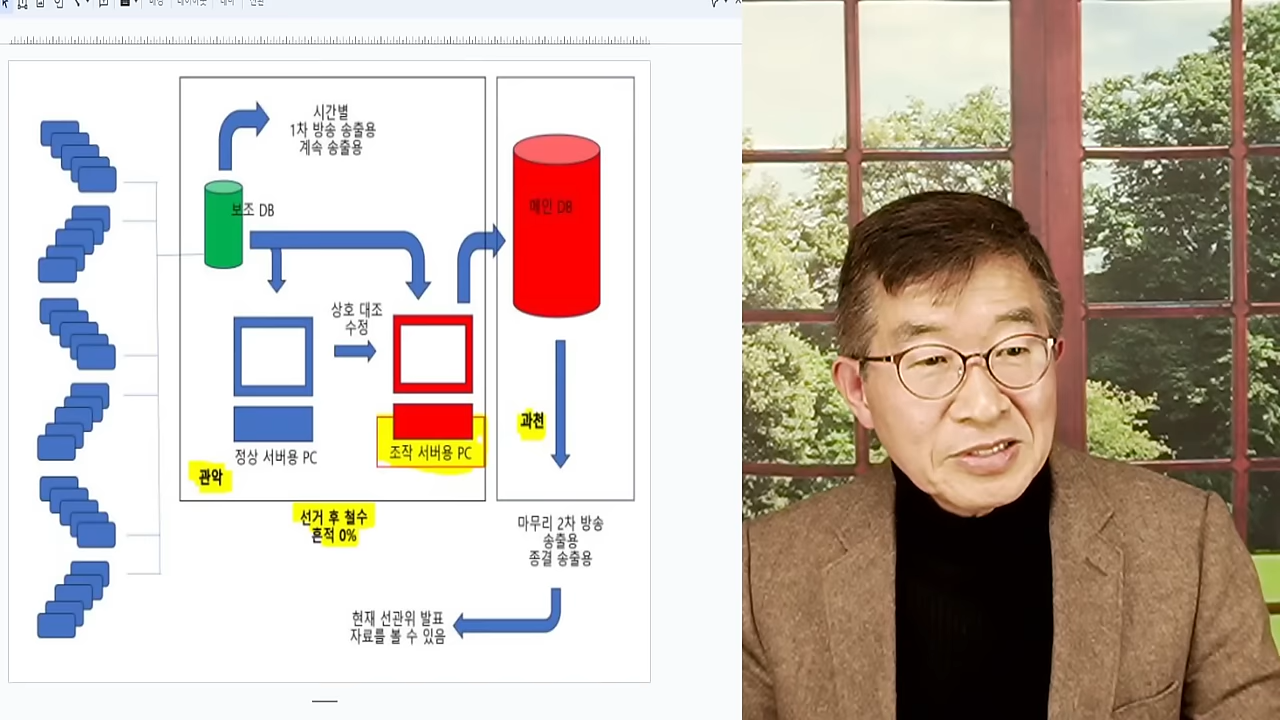 시간별
1차 방송 송출용
계속 송출용
보조 DB
메인 DB
상호 대조
수정
정상 서버용 PC
조작 서버용 PC
관악
과천
선거 후 철수
흔적 0%
마무리 2차 방송
송출용
종결 송출용
현재 선관위 발표
자료를 볼 수 있음